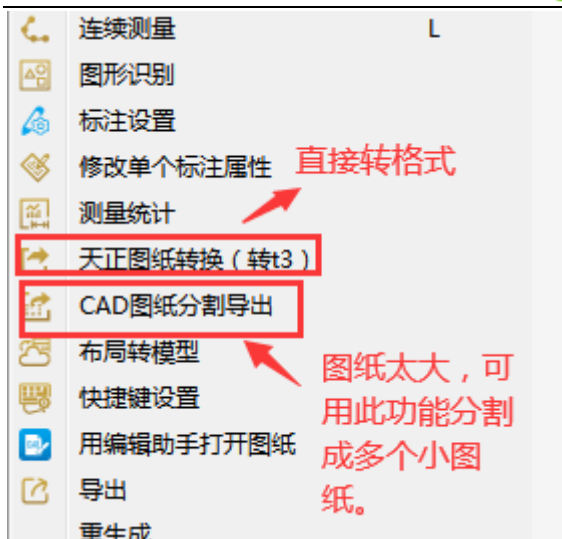 连续测量 L
图形识别
标注设置
修改单个标注属性
直接转格式
测量统计
天正图纸转换（转t3）
CAD图纸分割导出
布局转模型
快捷键设置
用编辑助手打开图纸
导出
重生成
图纸太大，可
用此功能分割
成多个小图
纸。